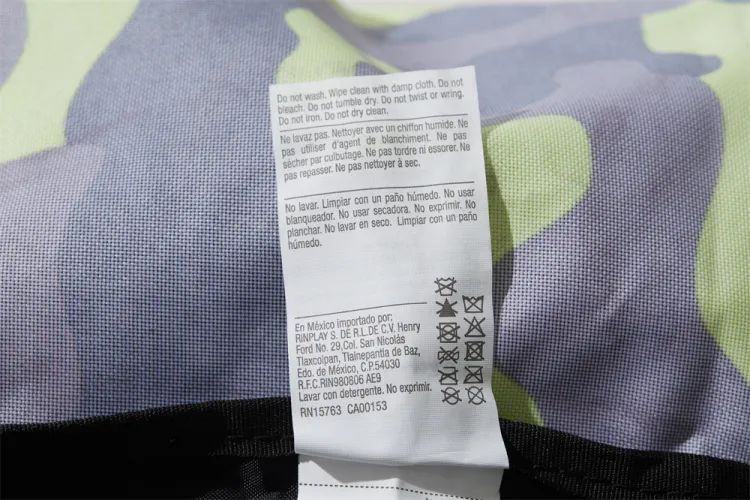 Do not wash. Wipe clean with damp cloth. Do not
bleach. Do not tumble dry. Do not twist or wring.
Do not iron. Do not dry clean.
Ne lavaz pas. Nettoyer avec un chiffon humide. Ne
pas utiliser d'agent de blanchiment. Ne pas
sécher par culbutage. Ne pas tordre ni essorer. Ne
pas repasser. Ne pas nettoyer à sec.
No lavar. Limpiar con un paño húmedo. No usar
blanqueador. No usar secadora. No exprimir. No
planchar. No lavar en seco. Limpiar con un paño
húmedo.
En México importado por:
RINPLAY S. DE R.L.DE C.V. Henry
Ford No. 29,Col. San Nicolás
Tlaxcolpan, Tlalnepantla de Baz,
Edo. de México, C.P.54030
R.F.C.RIN980806 AE9
Lavar con detergente. No exprimir.
RN15763 CA00153